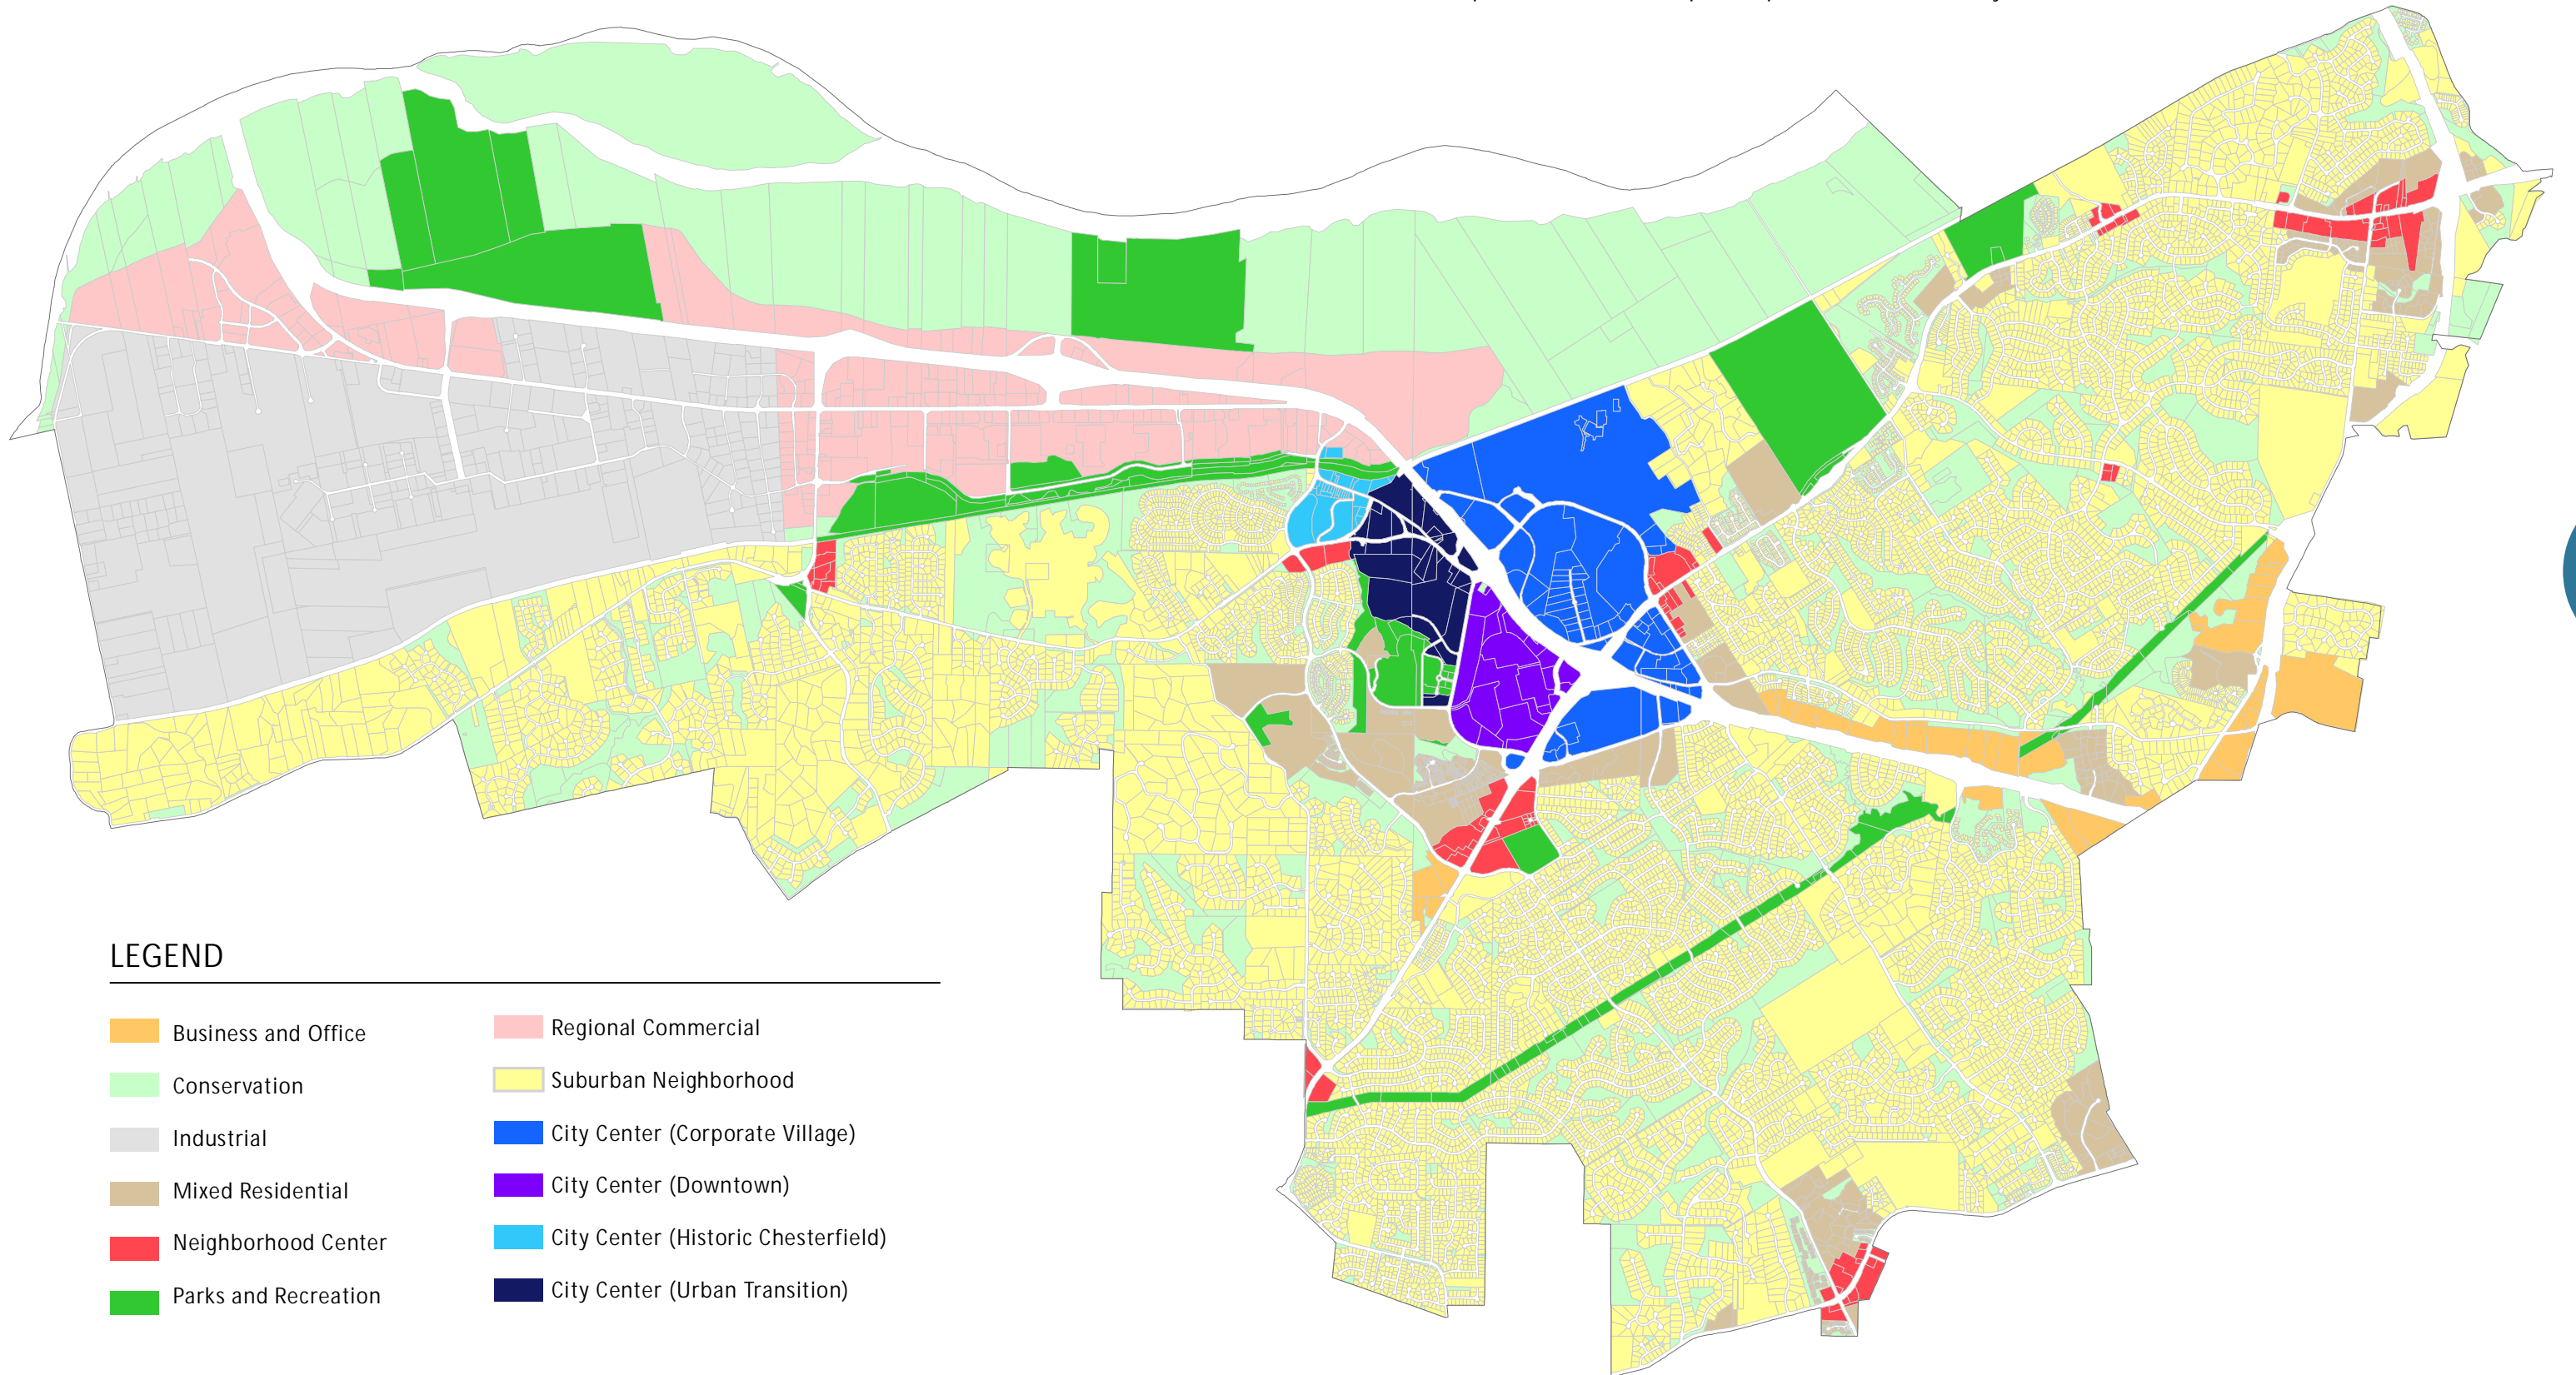 LEGEND
Business and Office
Conservation
Industrial
Mixed Residential
Neighborhood Center
Parks and Recreation
Regional Commercial
Suburban Neighborhood
City Center (Corporate Village)
City Center (Downtown)
City Center (Historic Chesterfield)
City Center (Urban Transition)